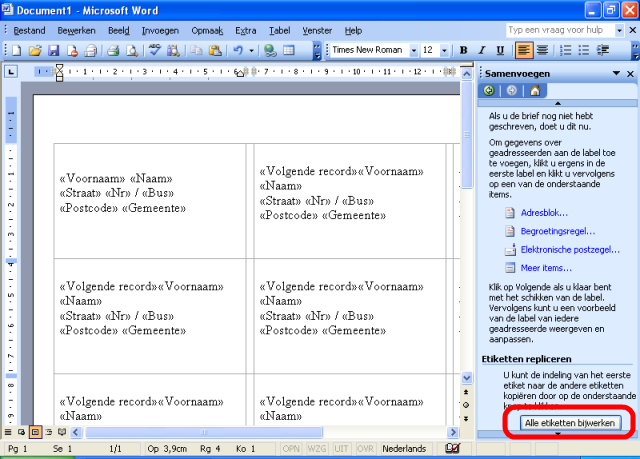 Document1 - Microsoft Word
Bestand Bewerken Beeld Invoegen Opmaak Extra Tabel Venster Help Typ een vraag voor hulp
Times New Roman 12 B I U
Samenvoegen
Als u de brief nog niet hebt
geschreven, doet u dit nu.
Om gegevens over
geadresseerden aan de label toe
te voegen, klikt u ergens in de
eerste label en klikt u vervolgens
op een van de onderstaande
items.
Adresblok...
Begroetingsregel...
Elektronische postzegel...
Meer items...
Klik op Volgende als u klaar bent
met het schikken van de label.
Vervolgens kunt u een voorbeeld
van de label van iedere
geadresseerde weergeven en
aanpassen.
Etiketten repliceren
U kunt de indeling van het eerste
etiket naar de andere etiketten
kopiëren door op de onderstaande
Alle etiketten bijwerken
«Voornaam» «Naam»
«Straat» «Nr» / «Bus»
«Postcode» «Gemeente»
«Volgende record»«Voornaam»
«Naam»
«Straat» «Nr» / «Bus»
«Postcode» «Gemeente»
«Volgende record»«Voornaam»
«Naam»
«Straat» «Nr» / «Bus»
«Postcode» «Gemeente»
«Volgende record»«Voornaam»
«Naam»
«Straat» «Nr» / «Bus»
«Postcode» «Gemeente»
«Volgende record»«Voornaam»
«Naam»
«Volgende record»«Voornaam»
«Naam»
Pg 1 Se 1 1/1 Op 3,9cm Rg 4 Ko 1 OPN WZG UIT OVR Nederlands